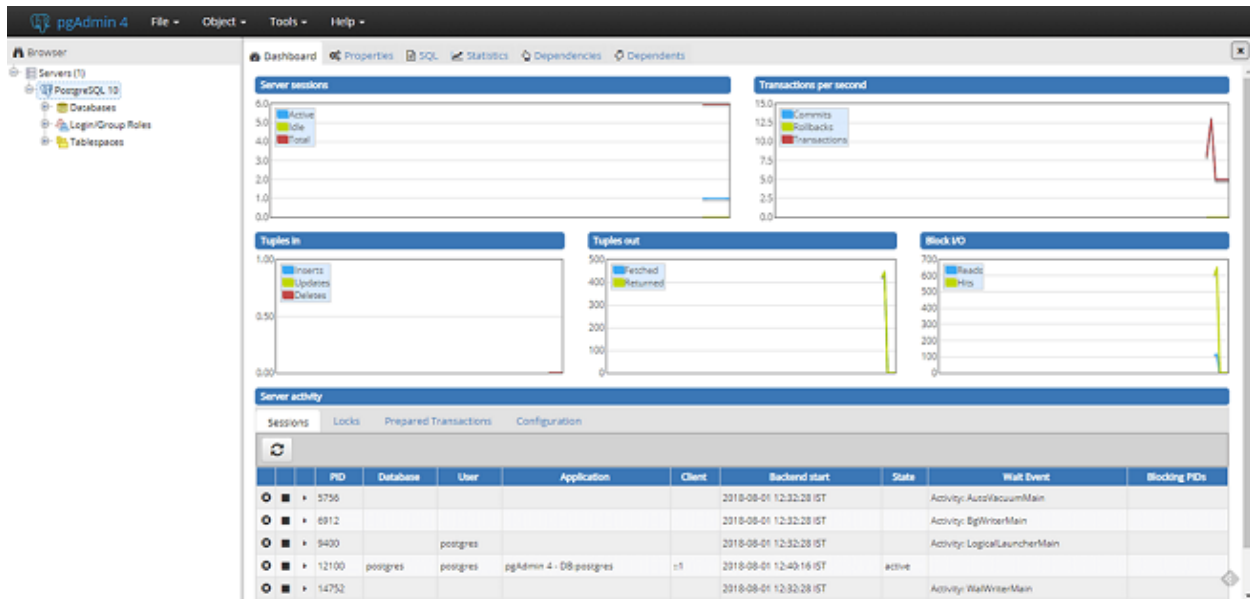 pgAdmin 4 File Object Tools Help
Browser
Servers (1)
PostgreSQL 10
Databases
Login/Group Roles
Tablespaces
Dashboard Properties SQL Statistics Dependencies Dependents
Server sessions
6.0
5.0
4.0
3.0
2.0
1.0
0.0
Active
Idle
Total
Transactions per second
15.0
12.5
10.0
7.5
5.0
2.5
0.0
Commits
Rollbacks
Transactions
Tuples in
1.00
0.50
0.00
Inserts
Updates
Deletes
Tuples out
500
400
300
200
100
0
Fetched
Returned
Block I/O
700
600
500
400
300
200
100
0
Reads
Hits
Server activity
Sessions Locks Prepared Transactions Configuration
PID Database User Application Client Backend start State Wait Event Blocking PIDs
5756 2018-08-01 12:32:28 IST Activity: AutoVacuumMain
6912 2018-08-01 12:32:28 IST Activity: BgWriterMain
9400 postgres 2018-08-01 12:32:28 IST Activity: LogicalLauncherMain
12100 postgres postgres pgAdmin 4 - DB:postgres ::1 2018-08-01 12:40:16 IST active
14752 2018-08-01 12:32:28 IST Activity: WalWriterMain